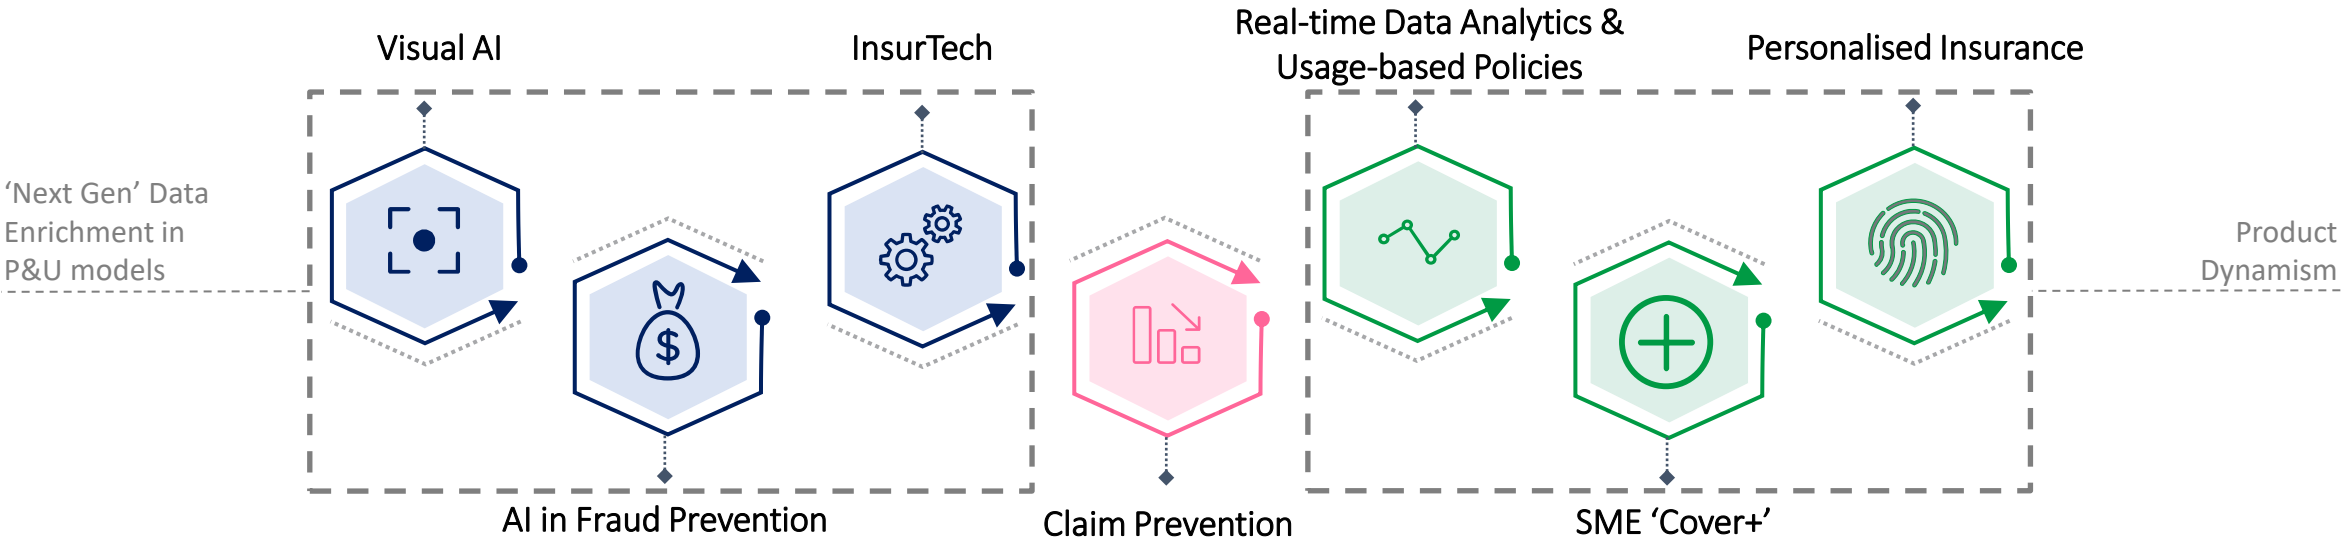 Visual AI
InsurTech
Real-time Data Analytics &
Usage-based Policies
Personalised Insurance
‘Next Gen’ Data
Enrichment in
P&U models
$
Product
Dynamism
AI in Fraud Prevention
Claim Prevention
SME ‘Cover+’